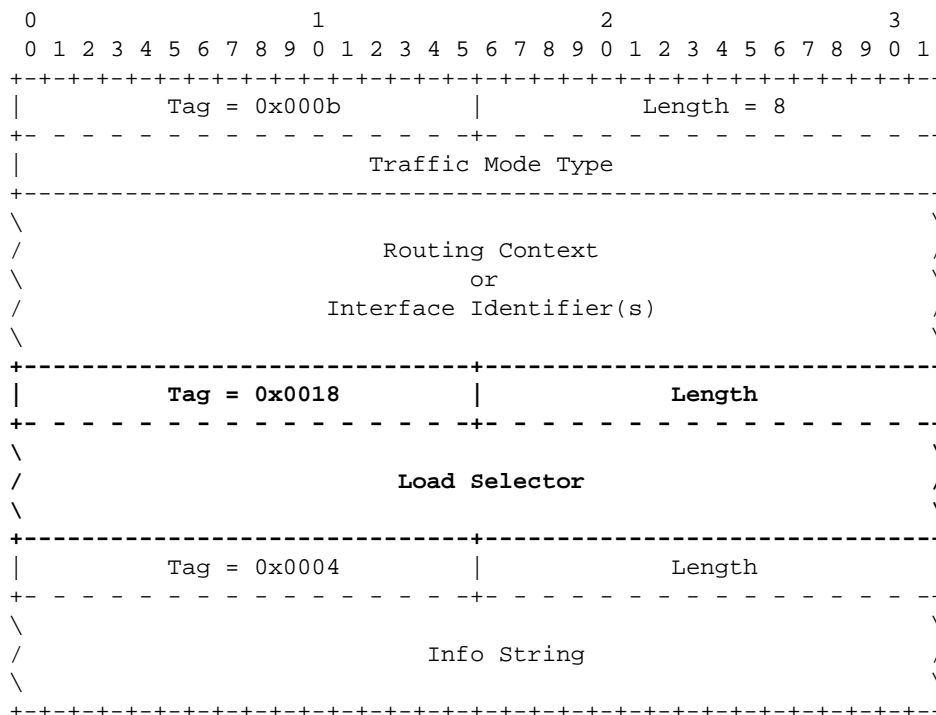 0                   1                   2                   3
0 1 2 3 4 5 6 7 8 9 0 1 2 3 4 5 6 7 8 9 0 1 2 3 4 5 6 7 8 9 0 1
Tag = 0x000b | Length = 8
Traffic Mode Type
Routing Context
or
Interface Identifier(s)
Tag = 0x0018 | Length
Load Selector
Tag = 0x0004 | Length
Info String